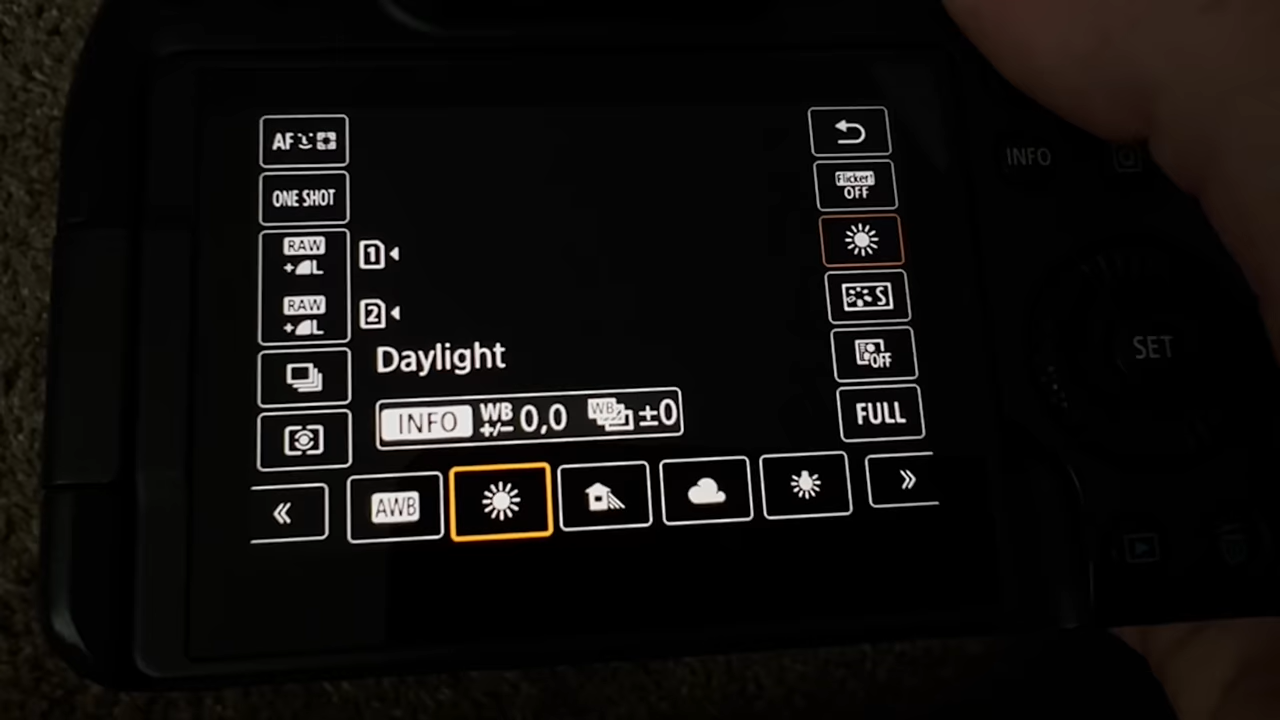 AF
ONE SHOT
RAW
+L
1
RAW
+L
2
Daylight
INFO WB +/- 0,0 WB ±0
AWB
Flicker!
OFF
S
OFF
FULL
INFO
Q
SET